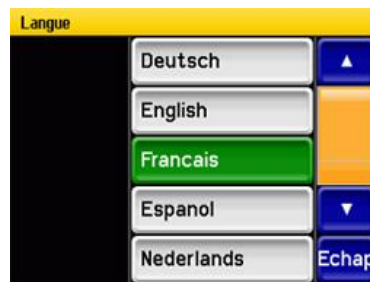 Langue
Deutsch
English
Francais
Espanol
Nederlands
Echap